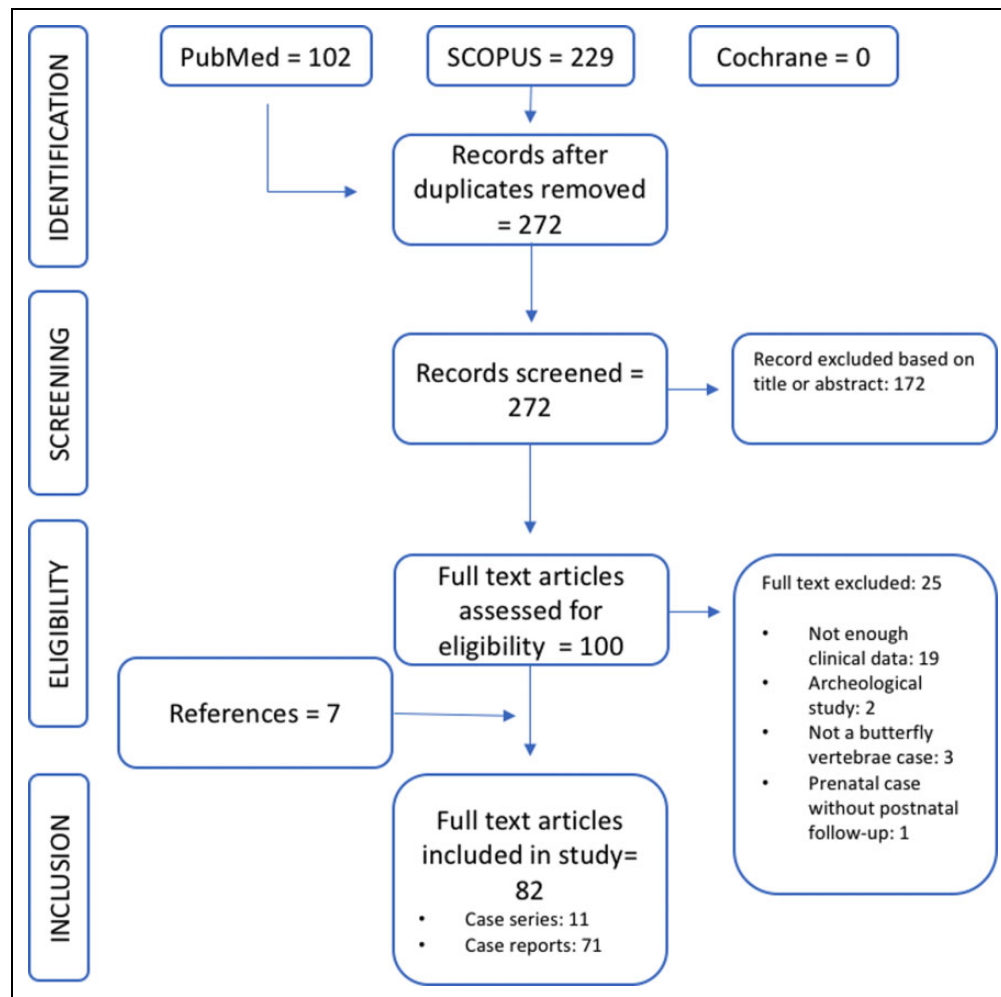 IDENTIFICATION
PubMed = 102
SCOPUS = 229
Cochrane = 0
Records after
duplicates removed
= 272
SCREENING
Records screened =
272
Record excluded based on
title or abstract: 172
ELIGIBILITY
Full text articles
assessed for
eligibility = 100
Full text excluded: 25
• Not enough
clinical data: 19
• Archeological
study: 2
• Not a butterfly
vertebrae case: 3
• Prenatal case
without postnatal
follow-up: 1
References = 7
INCLUSION
Full text articles
included in study=
82
• Case series: 11
• Case reports: 71